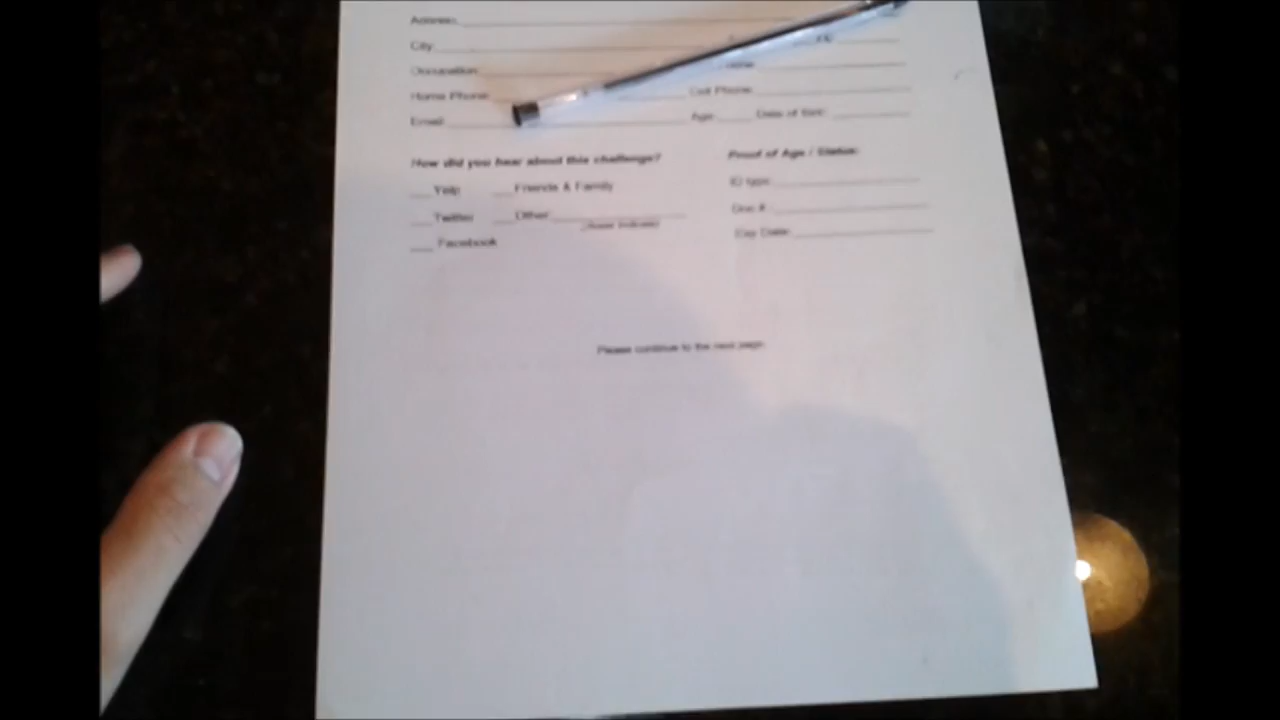 Address:
City
Occupation:
Home Phone: Cell Phone:
Email: Age: Date of Birth:
How did you hear about this challenge? Proof of Age / Status:
Yelp Friends & Family ID type:
Twitter Other Doc #:
Facebook Exp Date:
Please continue to the next page.